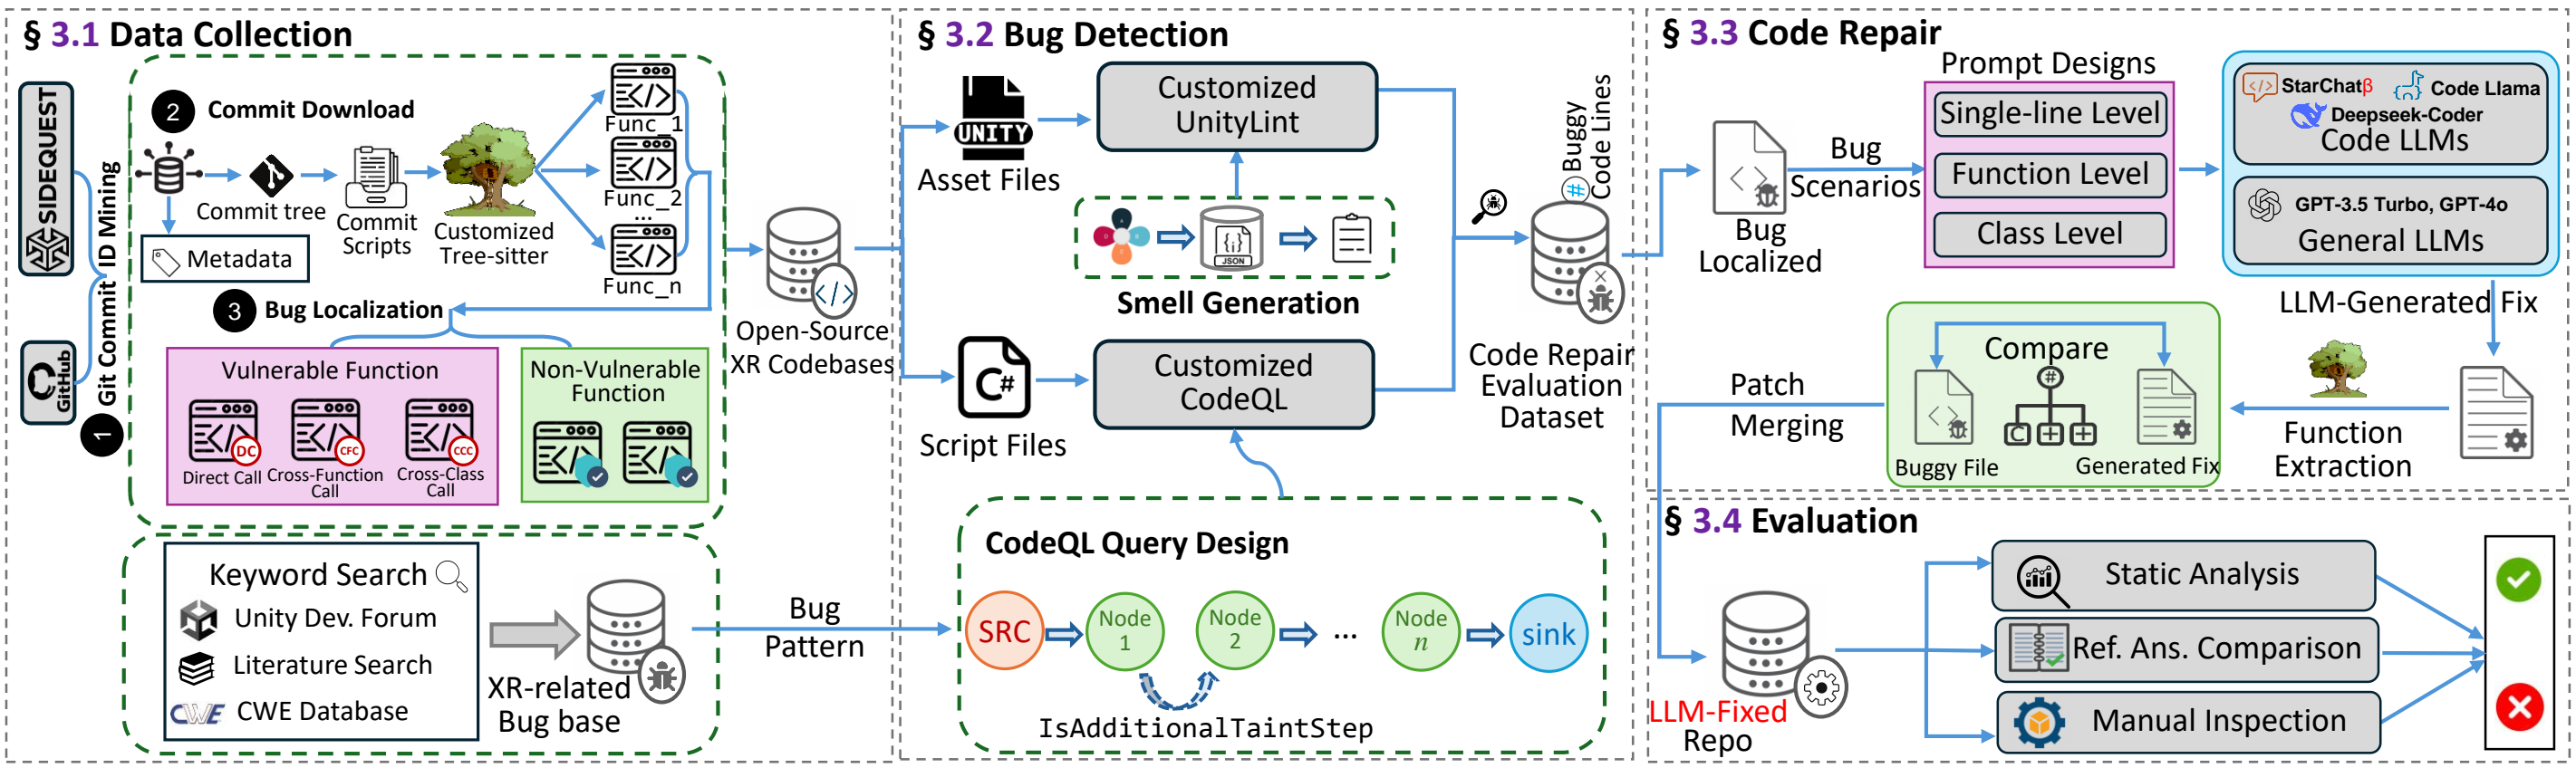 § 3.1 Data Collection
SIDEQUEST
GitHub
1
Git Commit ID Mining
2
Commit Download
Commit tree
Commit
Scripts
Customized
Tree-sitter
Func_1
Func_2
...
Func_n
Metadata
3
Bug Localization
Vulnerable Function
DC
Direct Call
CFC
Cross-Function
Call
CCC
Cross-Class
Call
Non-Vulnerable
Function
Open-Source
XR Codebases
Keyword Search
Unity Dev. Forum
Literature Search
CWE
CWE Database
XR-related
Bug base
Bug
Pattern
§ 3.2 Bug Detection
UNITY
Asset Files
Customized
UnityLint
{i}
JSON
Smell Generation
C#
Script Files
Customized
CodeQL
# Buggy
Code Lines
Code Repair
Evaluation
Dataset
CodeQL Query Design
SRC
Node
1
Node
2
...
Node
n
sink
IsAdditionalTaintStep
§ 3.3 Code Repair
Bug
Localized
Bug
Scenarios
Prompt Designs
Single-line Level
Function Level
Class Level
StarChatβ
Code Llama
Deepseek-Coder
Code LLMs
GPT-3.5 Turbo, GPT-4o
General LLMs
LLM-Generated Fix
Function
Extraction
Compare
#
C
Buggy File
Generated Fix
Patch
Merging
§ 3.4 Evaluation
LLM-Fixed
Repo
Static Analysis
Ref. Ans. Comparison
Manual Inspection